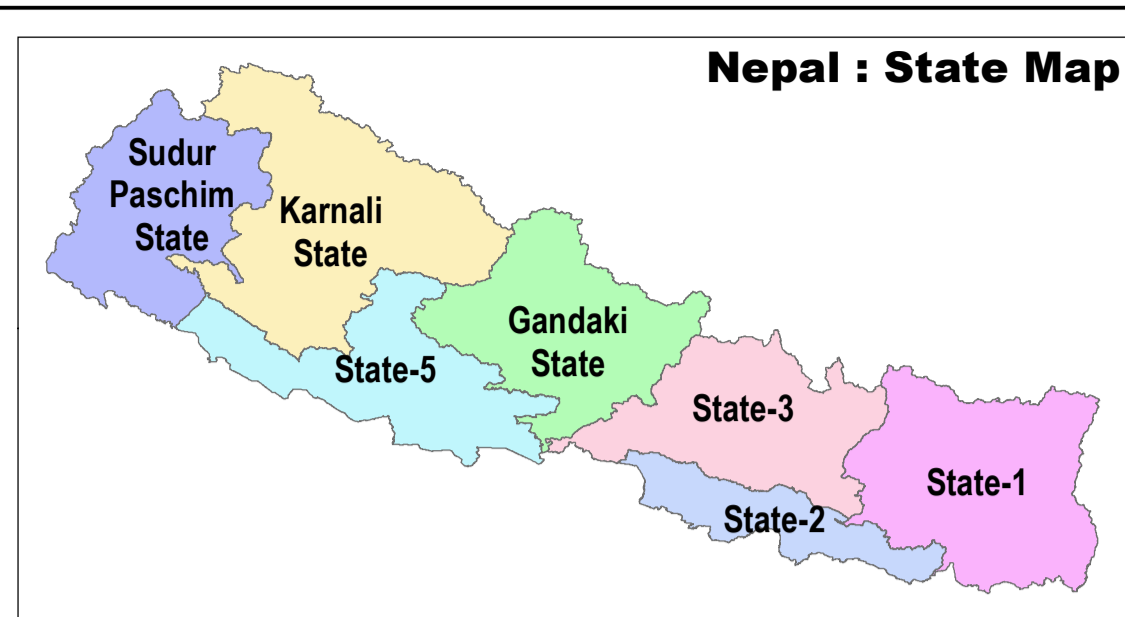 Nepal : State Map
Sudur
Paschim
State
Karnali
State
Gandaki
State
State-5
State-3
State-1
State-2